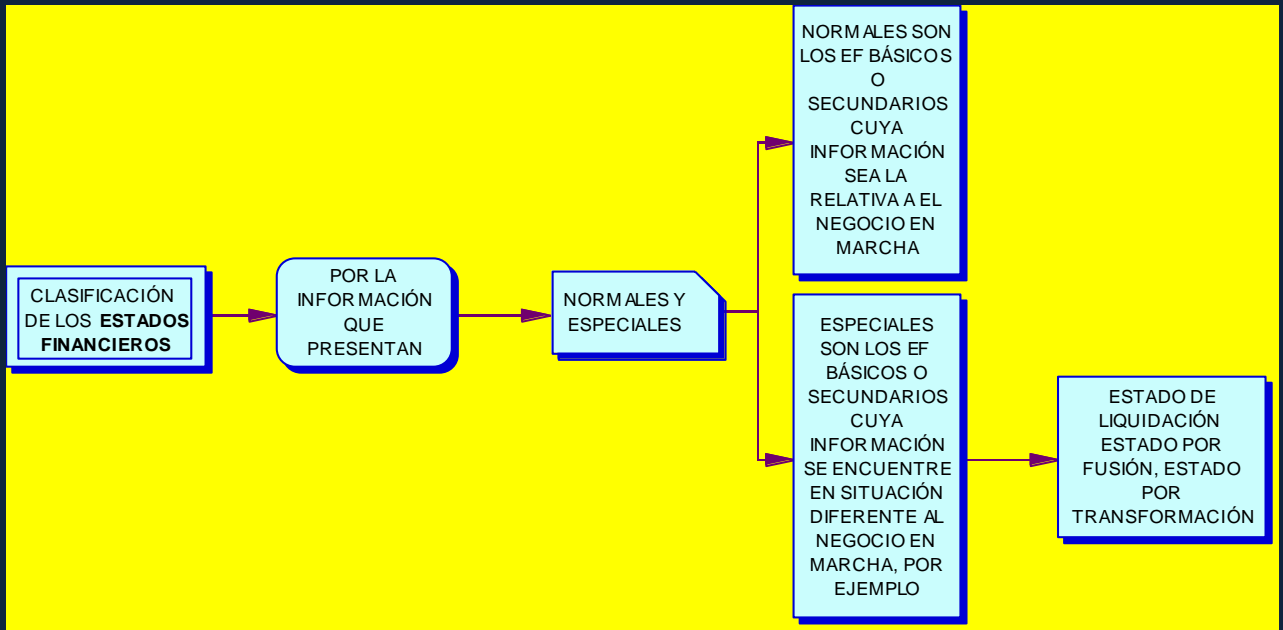 CLASIFICACIÓN
DE LOS ESTADOS
FINANCIEROS
POR LA
INFORMACIÓN
QUE
PRESENTAN
NORMALES Y
ESPECIALES
NORMALES SON
LOS EF BÁSICOS
O
SECUNDARIOS
CUYA
INFORMACIÓN
SEA LA
RELATIVA A EL
NEGOCIO EN
MARCHA
ESPECIALES
SON LOS EF
BÁSICOS O
SECUNDARIOS
CUYA
INFORMACIÓN
SE ENCUENTRE
EN SITUACIÓN
DIFERENTE AL
NEGOCIO EN
MARCHA, POR
EJEMPLO
ESTADO DE
LIQUIDACIÓN
ESTADO POR
FUSIÓN, ESTADO
POR
TRANSFORMACIÓN